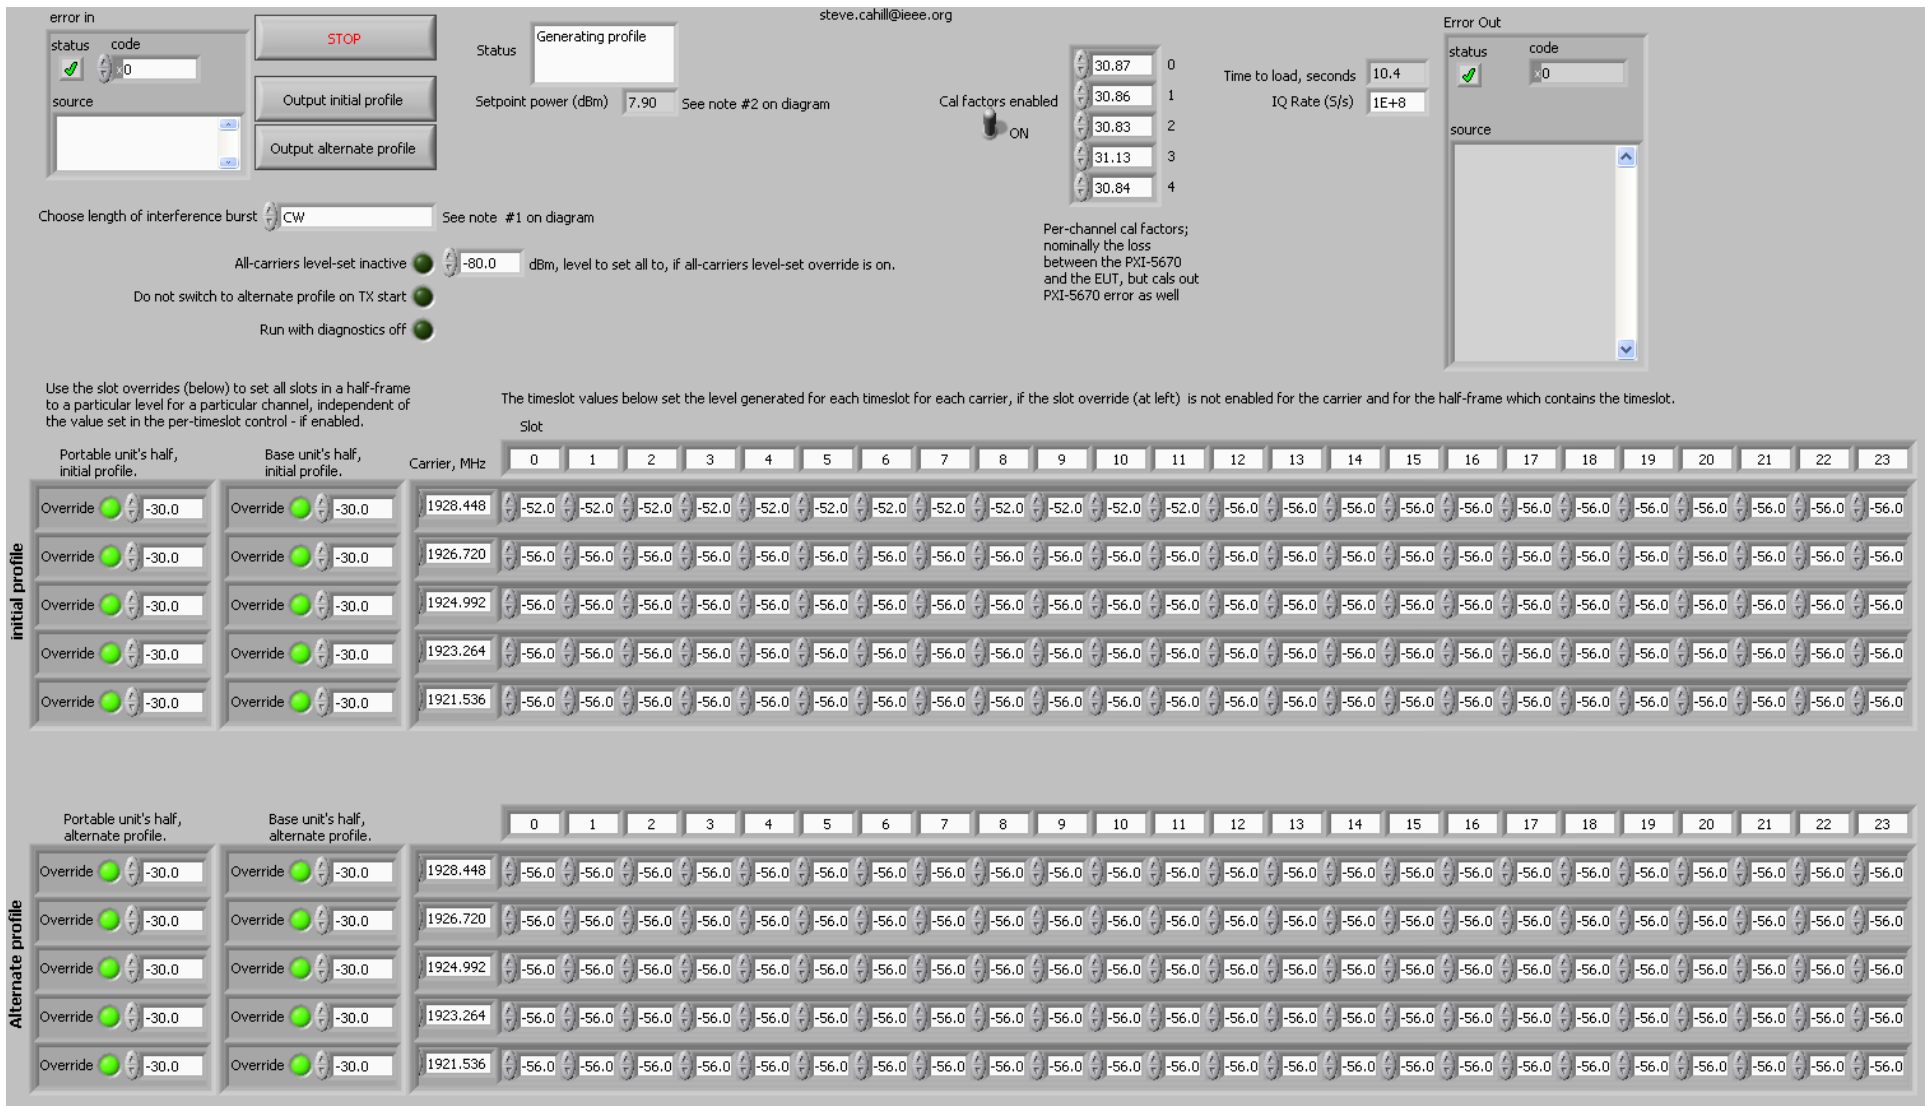 steve.cahill@ieee.org
error in
status code
x0
source
STOP
Output initial profile
Output alternate profile
Status
Generating profile
Setpoint power (dBm) 7.90 See note #2 on diagram
Cal factors enabled
ON
30.87 0
30.86 1
30.83 2
31.13 3
30.84 4
Per-channel cal factors;
nominally the loss
between the PXI-5670
and the EUT, but cals out
PXI-5670 error as well
Time to load, seconds 10.4
IQ Rate (S/s) 1E+8
Error Out
status code
x0
source
Choose length of interference burst CW See note #1 on diagram
All-carriers level-set inactive -80.0 dBm, level to set all to, if all-carriers level-set override is on.
Do not switch to alternate profile on TX start
Run with diagnostics off
Use the slot overrides (below) to set all slots in a half-frame
to a particular level for a particular channel, independent of
the value set in the per-timeslot control - if enabled.
The timeslot values below set the level generated for each timeslot for each carrier, if the slot override (at left) is not enabled for the carrier and for the half-frame which contains the timeslot.
Slot
Portable unit's half,
initial profile.
Base unit's half,
initial profile.
Carrier, MHz 0 1 2 3 4 5 6 7 8 9 10 11 12 13 14 15 16 17 18 19 20 21 22 23
initial profile
Override -30.0 Override -30.0 1928.448 -52.0 -52.0 -52.0 -52.0 -52.0 -52.0 -52.0 -52.0 -52.0 -52.0 -52.0 -52.0 -56.0 -56.0 -56.0 -56.0 -56.0 -56.0 -56.0 -56.0 -56.0 -56.0 -56.0 -56.0
Override -30.0 Override -30.0 1926.720 -56.0 -56.0 -56.0 -56.0 -56.0 -56.0 -56.0 -56.0 -56.0 -56.0 -56.0 -56.0 -56.0 -56.0 -56.0 -56.0 -56.0 -56.0 -56.0 -56.0 -56.0 -56.0 -56.0 -56.0
Override -30.0 Override -30.0 1924.992 -56.0 -56.0 -56.0 -56.0 -56.0 -56.0 -56.0 -56.0 -56.0 -56.0 -56.0 -56.0 -56.0 -56.0 -56.0 -56.0 -56.0 -56.0 -56.0 -56.0 -56.0 -56.0 -56.0 -56.0
Override -30.0 Override -30.0 1923.264 -56.0 -56.0 -56.0 -56.0 -56.0 -56.0 -56.0 -56.0 -56.0 -56.0 -56.0 -56.0 -56.0 -56.0 -56.0 -56.0 -56.0 -56.0 -56.0 -56.0 -56.0 -56.0 -56.0 -56.0
Override -30.0 Override -30.0 1921.536 -56.0 -56.0 -56.0 -56.0 -56.0 -56.0 -56.0 -56.0 -56.0 -56.0 -56.0 -56.0 -56.0 -56.0 -56.0 -56.0 -56.0 -56.0 -56.0 -56.0 -56.0 -56.0 -56.0 -56.0
Portable unit's half,
alternate profile.
Base unit's half,
alternate profile.
0 1 2 3 4 5 6 7 8 9 10 11 12 13 14 15 16 17 18 19 20 21 22 23
Alternate profile
Override -30.0 Override -30.0 1928.448 -56.0 -56.0 -56.0 -56.0 -56.0 -56.0 -56.0 -56.0 -56.0 -56.0 -56.0 -56.0 -56.0 -56.0 -56.0 -56.0 -56.0 -56.0 -56.0 -56.0 -56.0 -56.0 -56.0 -56.0
Override -30.0 Override -30.0 1926.720 -56.0 -56.0 -56.0 -56.0 -56.0 -56.0 -56.0 -56.0 -56.0 -56.0 -56.0 -56.0 -56.0 -56.0 -56.0 -56.0 -56.0 -56.0 -56.0 -56.0 -56.0 -56.0 -56.0 -56.0
Override -30.0 Override -30.0 1924.992 -56.0 -56.0 -56.0 -56.0 -56.0 -56.0 -56.0 -56.0 -56.0 -56.0 -56.0 -56.0 -56.0 -56.0 -56.0 -56.0 -56.0 -56.0 -56.0 -56.0 -56.0 -56.0 -56.0 -56.0
Override -30.0 Override -30.0 1923.264 -56.0 -56.0 -56.0 -56.0 -56.0 -56.0 -56.0 -56.0 -56.0 -56.0 -56.0 -56.0 -56.0 -56.0 -56.0 -56.0 -56.0 -56.0 -56.0 -56.0 -56.0 -56.0 -56.0 -56.0
Override -30.0 Override -30.0 1921.536 -56.0 -56.0 -56.0 -56.0 -56.0 -56.0 -56.0 -56.0 -56.0 -56.0 -56.0 -56.0 -56.0 -56.0 -56.0 -56.0 -56.0 -56.0 -56.0 -56.0 -56.0 -56.0 -56.0 -56.0